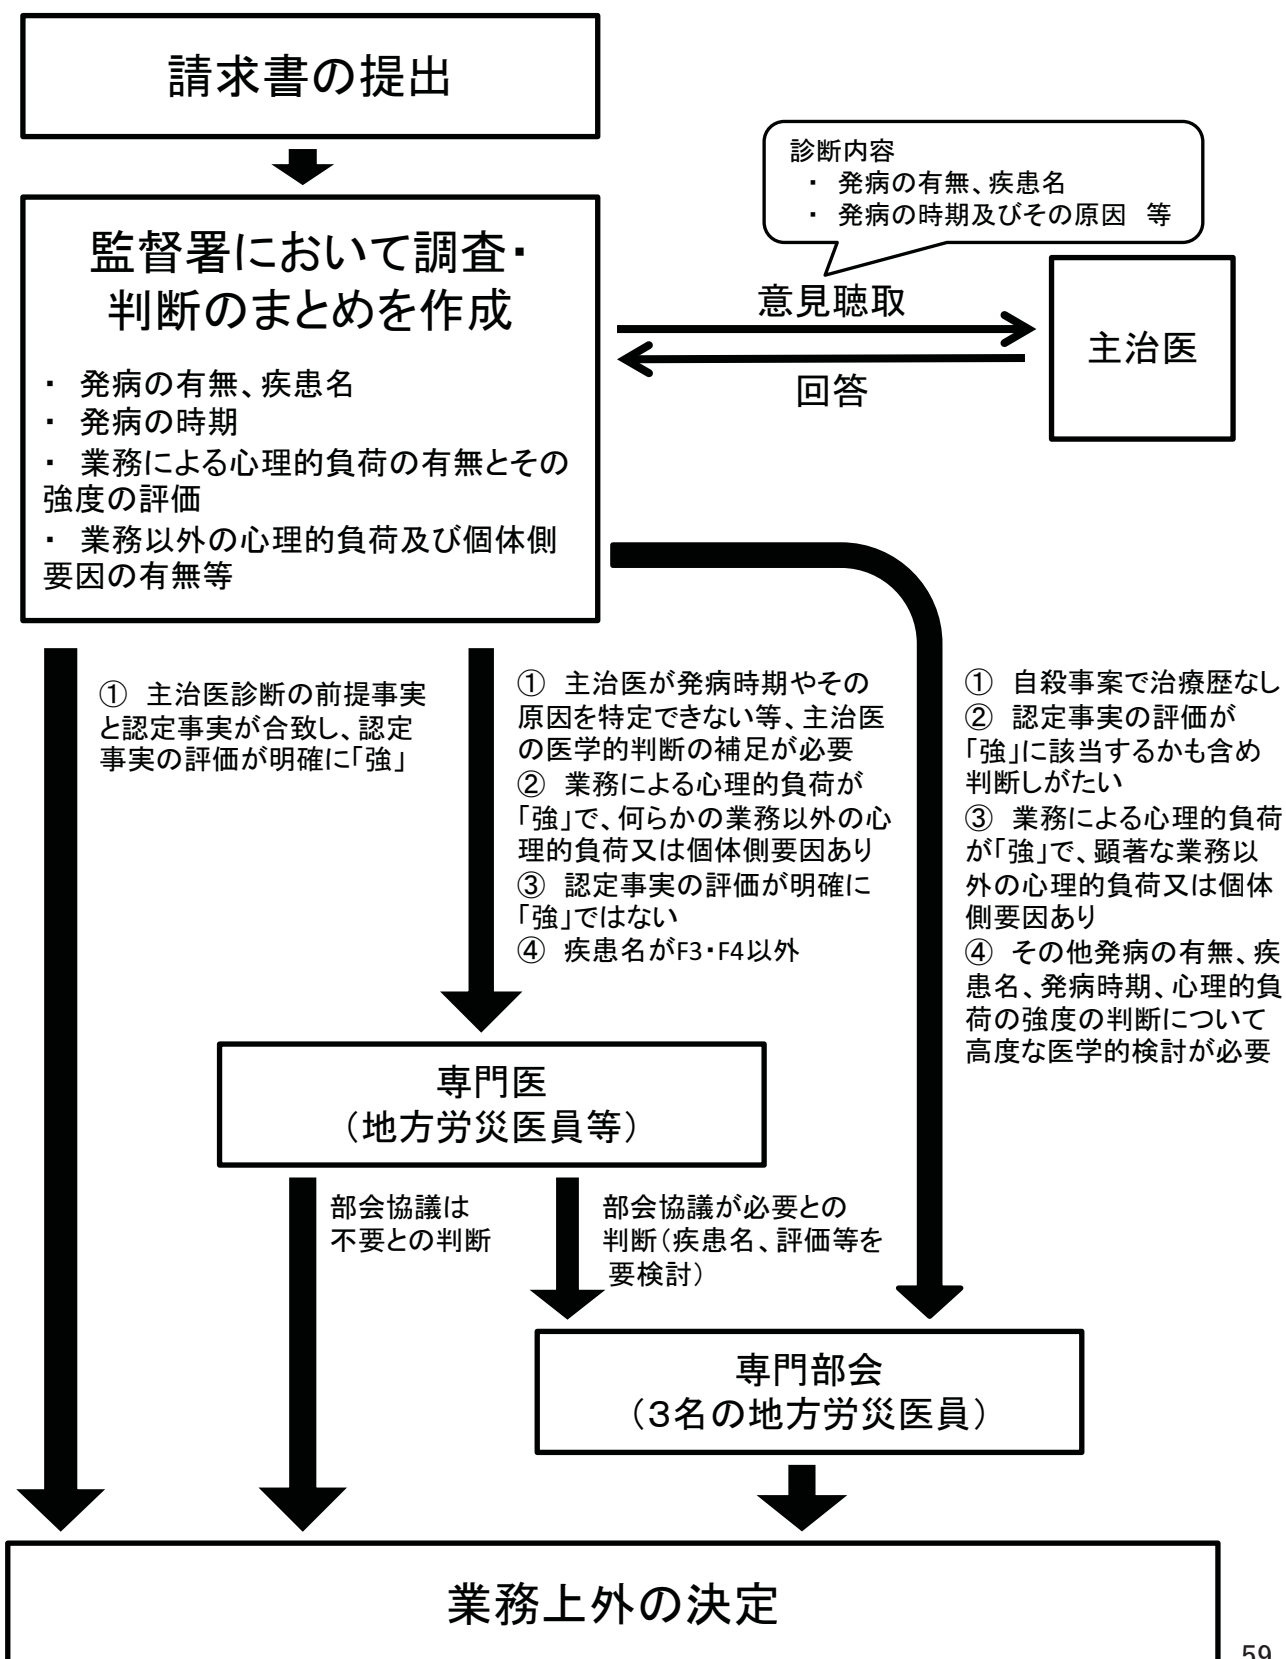 請求書の提出
診断内容
・ 発病の有無、疾患名
・ 発病の時期及びその原因 等
監督署において調査・
判断のまとめを作成
・ 発病の有無、疾患名
・ 発病の時期
・ 業務による心理的負荷の有無とその
強度の評価
・ 業務以外の心理的負荷及び個体側
要因の有無等
意見聴取
回答
主治医
① 主治医診断の前提事実
と認定事実が合致し、認定
事実の評価が明確に「強」
① 主治医が発病時期やその
原因を特定できない等、主治医
の医学的判断の補足が必要
② 業務による心理的負荷が
「強」で、何らかの業務以外の心
理的負荷又は個体側要因あり
③ 認定事実の評価が明確に
「強」ではない
④ 疾患名がF3・F4以外
① 自殺事案で治療歴なし
② 認定事実の評価が
「強」に該当するかも含め
判断しがたい
③ 業務による心理的負荷
が「強」で、顕著な業務以
外の心理的負荷又は個体
側要因あり
④ その他発病の有無、疾
患名、発病時期、心理的負
荷の強度の判断について
高度な医学的検討が必要
専門医
（地方労災医員等）
部会協議は
不要との判断
部会協議が必要との
判断（疾患名、評価等を
要検討）
専門部会
（３名の地方労災医員）
業務上外の決定
59